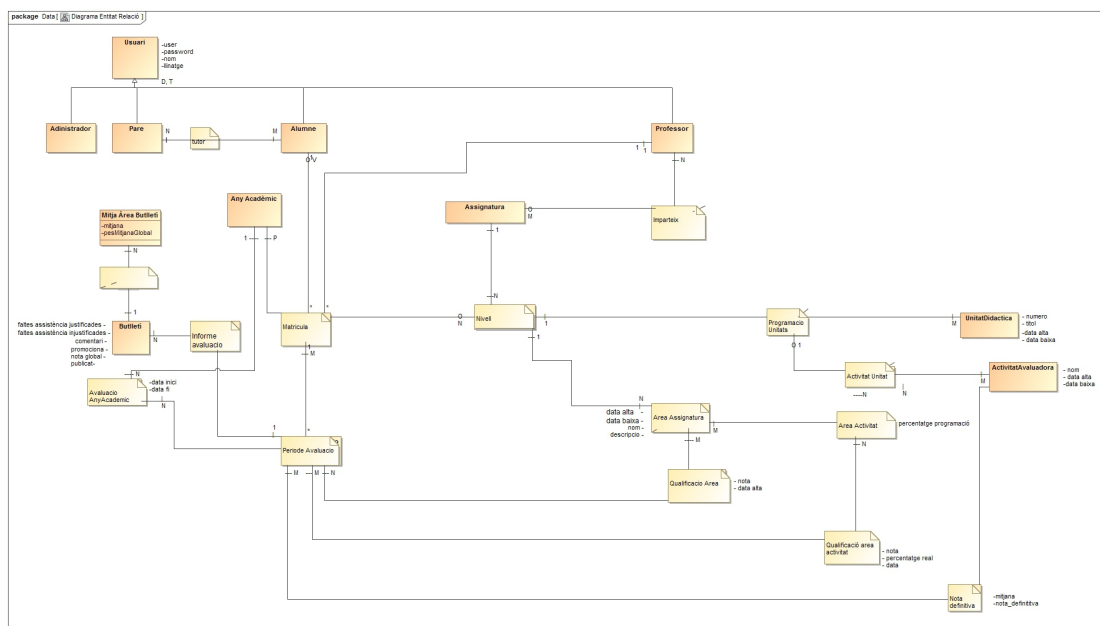 package Data [ Diagrama Entitat Relació ]
Usuari
-user
-password
-nom
-llinatge
D, T
Adinistrador
Pare
N
tutor
M
Alumne
Professor
1
1
N
Any Acadèmic
Assignatura
O
M
Imparteix
Mitja Àrea Butlletí
-mitjana
-pesMitjanaGlobal
N
1
P
1
N
1
faltes assistència justificades -
faltes assistència injustificades -
comentari -
promociona -
nota global -
publicat-
Butlletí
N
Informe
avaluacio
Matricula
*
*
1
M
O
N
Nivell
1
1
Programacio
Unitats
O 1
M
UnitatDidactica
- numero
- titol
-data alta
- data baixa
Activitat Unitat
N
N
M
ActivitatAvaluadora
- nom
- data alta
-data baixa
N
Avaluacio
AnyAcademic
-data inici
-data fi
N
1
*
Periode Avaluacio
M
M
N
N
data alta -
data baixa -
nom -
descripcio -
Area Assignatura
M
M
Area Activitat
percentatge programació
N
Qualificacio Area
- nota
- data alta
Qualificació area
activitat
- nota
- percentatge real
- data
Nota
definitiva
-mitjana
-nota_definititva